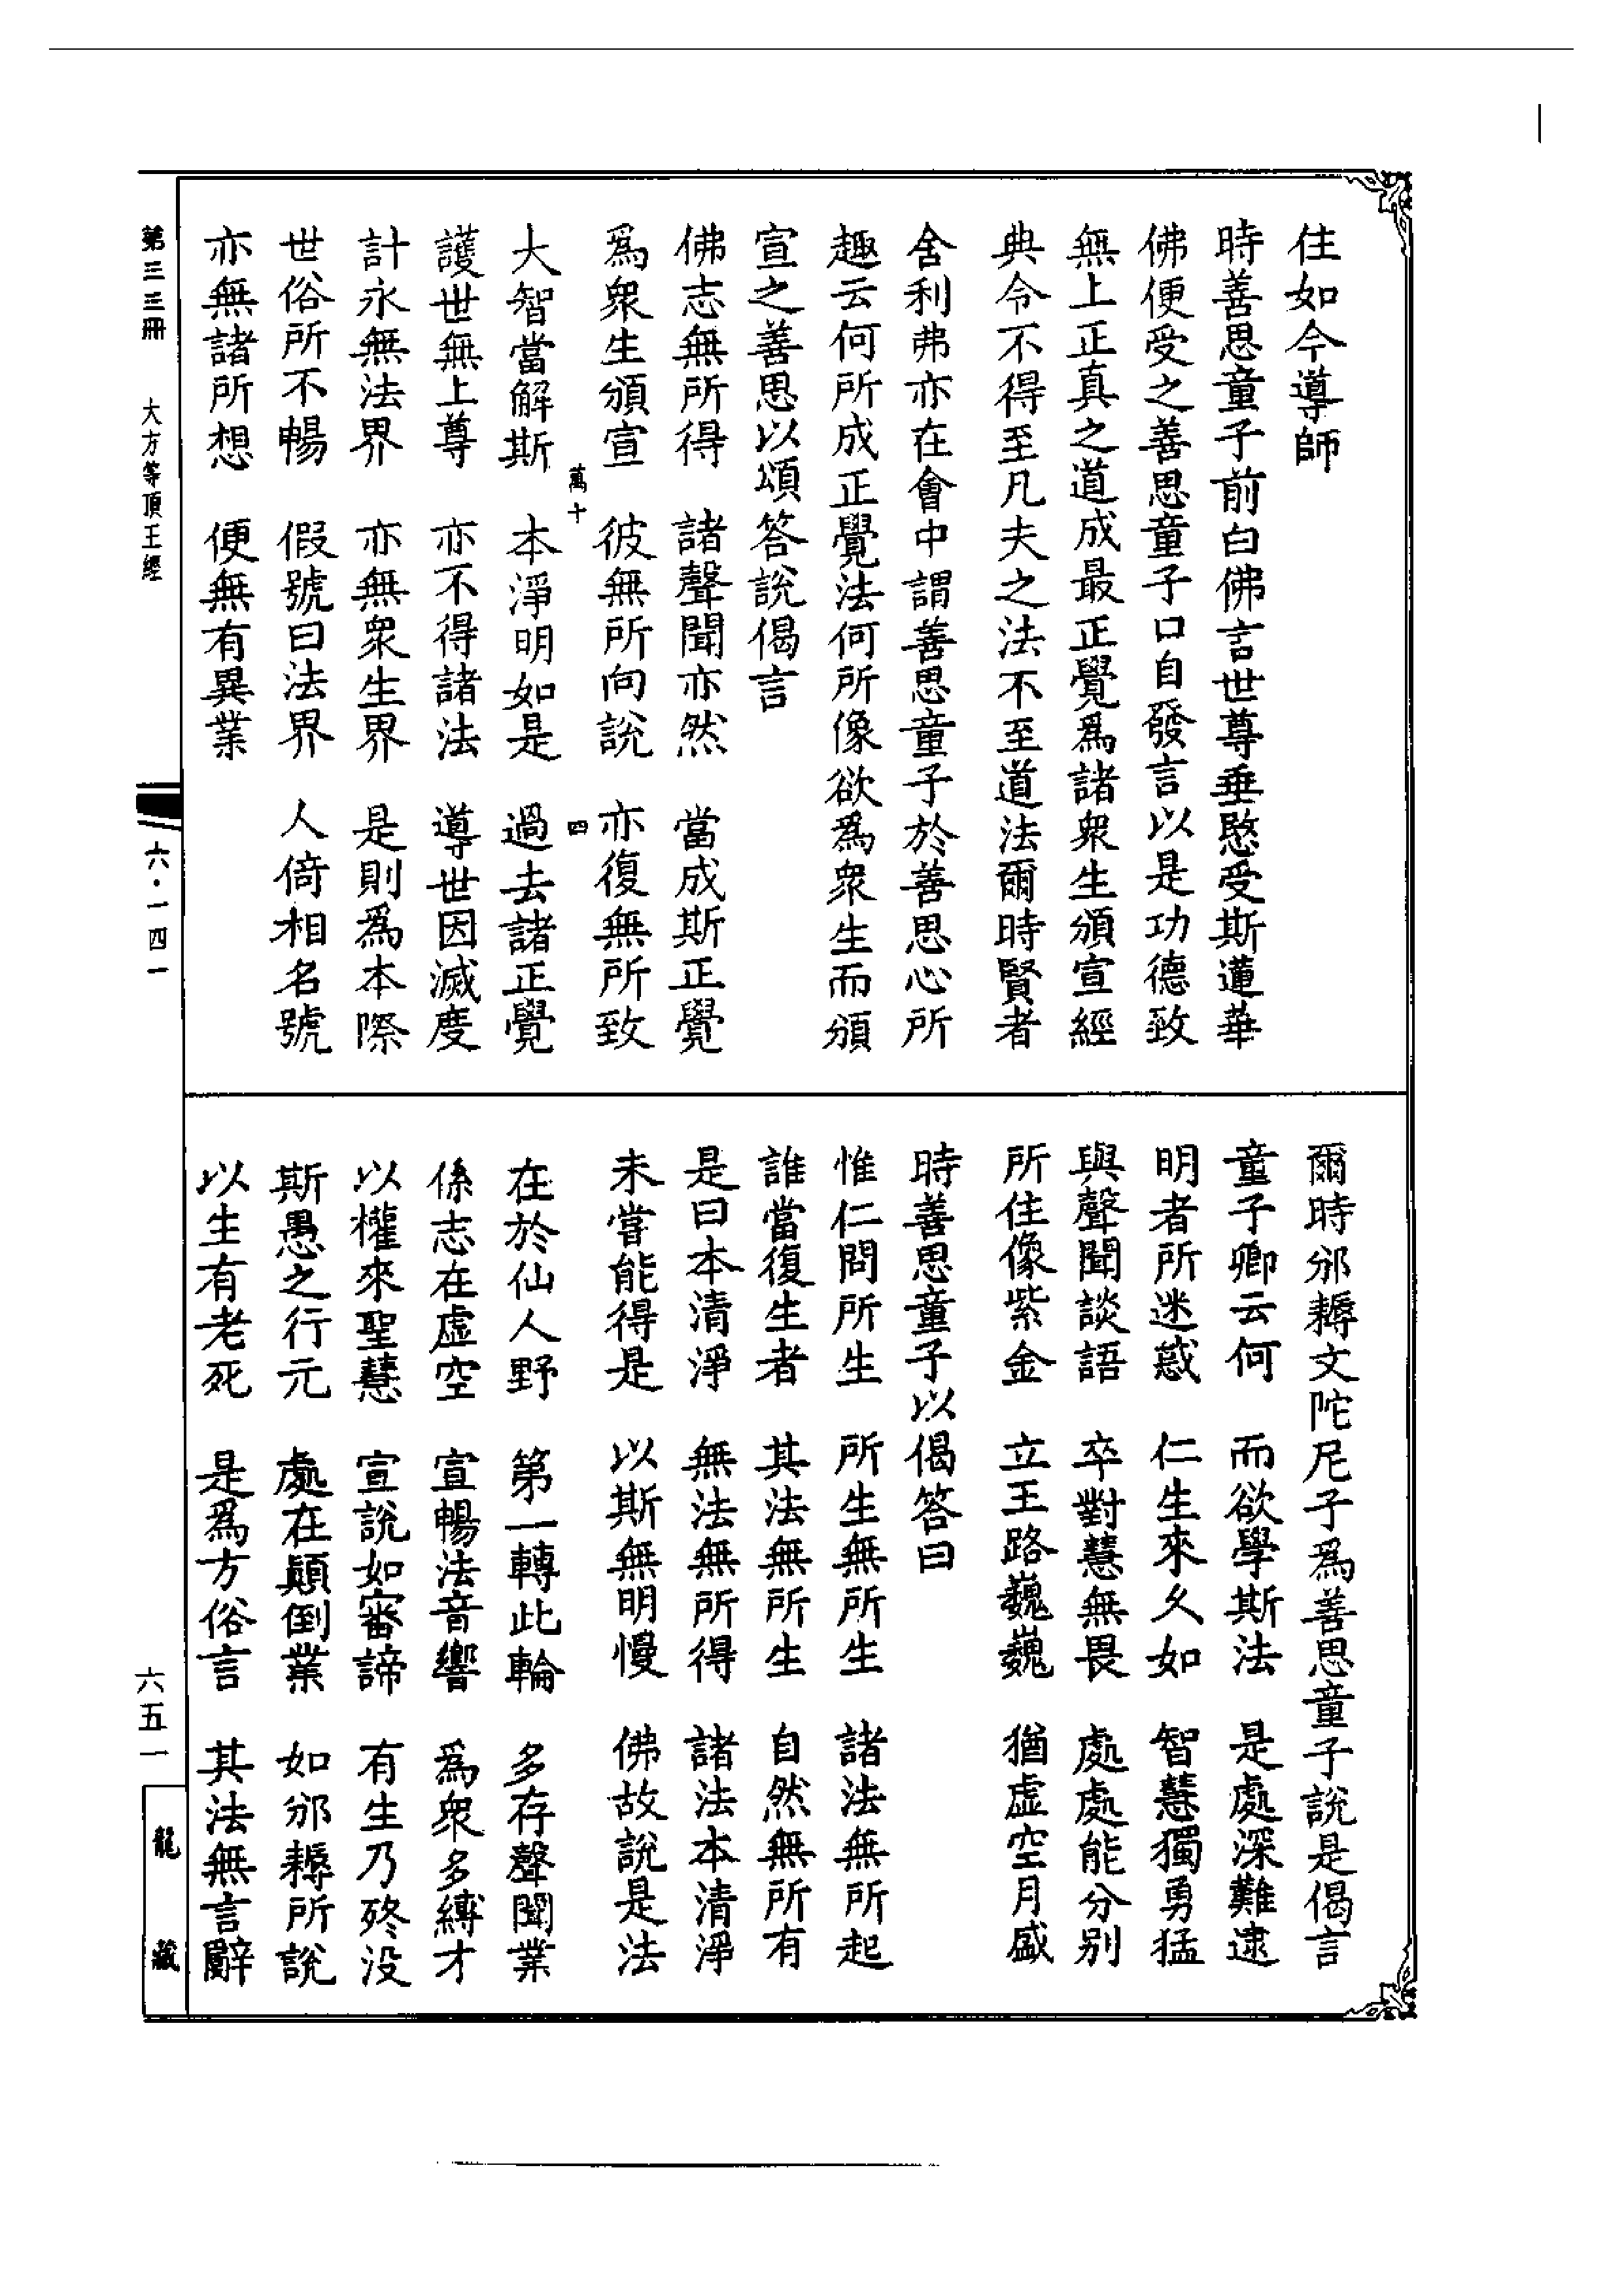 住如今導師
時善思童子前白佛言世尊垂愍受斯蓮華
佛便受之善思童子口自發言以是功德致
無上正真之道成最正覺爲諸衆生頒宣經
典令不得至凡夫之法不至道法爾時賢者
舍利弗亦在會中謂善思童子於善思心所
趣云何所成正覺法何所像欲爲衆生而頒
宣之善思以頌答說偈言
佛志無所得　諸聲聞亦然　當成斯正覺
爲衆生頒宣　彼無所向說　亦復無所致
萬十　四
大智當解斯　本淨明如是　過去諸正覺
護世無上尊　亦不得諸法　導世因滅度
計永無法界　亦無衆生界　是則爲本際
世俗所不暢　假號曰法界　人倚相名號
亦無諸所想　便無有異業
爾時邠耨文陀尼子爲善思童子說是偈言
童子卿云何　而欲學斯法　是處深難逮
明者所迷惑　仁生來久如　智慧獨勇猛
與聲聞談語　卒對慧無畏　處處能分別
所住像紫金　立王路巍巍　猶虛空月盛
時善思童子以偈答曰
惟仁問所生　所生無所生　諸法無所起
誰當復生者　其法無所生　自然無所有
是曰本清淨　無法無所得　諸法本清淨
未嘗能得是　以斯無明慢　佛故說是法
在於仙人野　第一轉此輪　多存聲聞業
係志在虛空　宣暢法音響　爲衆多縛才
以權來聖慧　宣說如審諦　有生乃終没
斯愚之行元　處在顛倒業　如邠耨所說
以生有老死　是爲方俗言　其法無言辭
第三三冊　大方等頂王經
六·一四一
六五一
龍藏